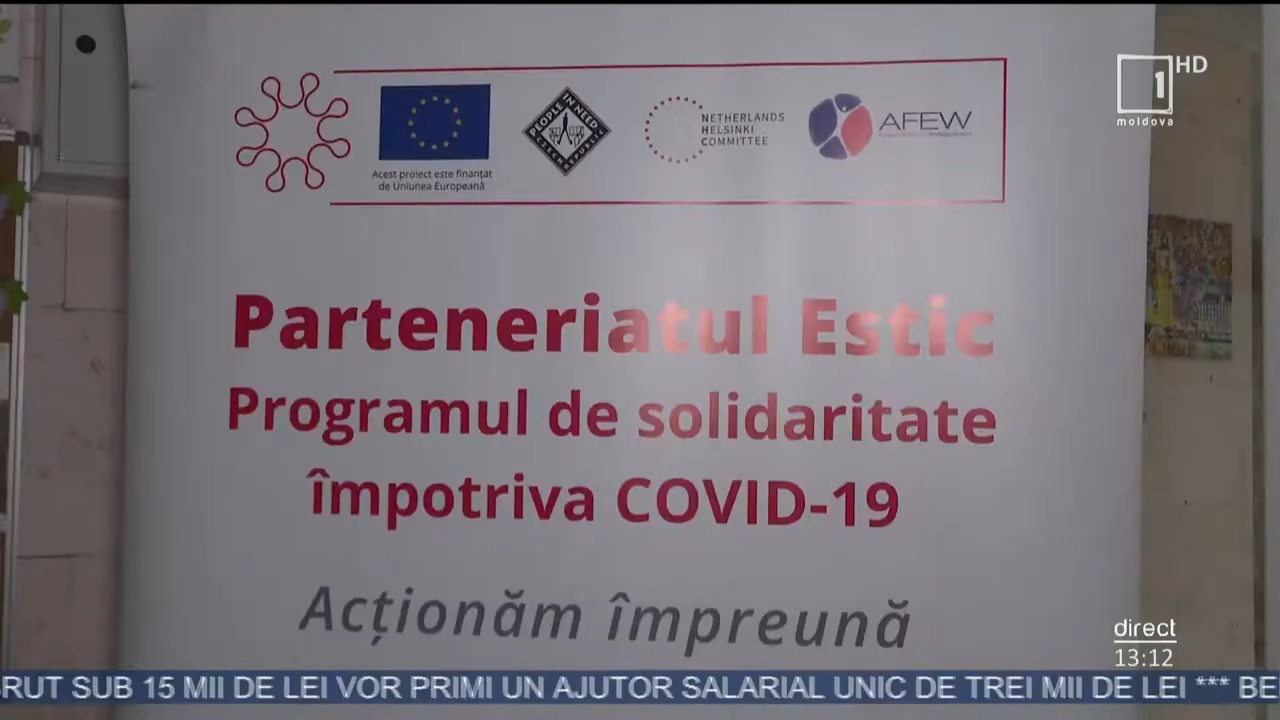 HD
1
moldova
PEOPLE IN NEED
CZECH REPUBLIC
NETHERLANDS
HELSINKI
COMMITTEE
AFEW
Acest proiect este finanțat
de Uniunea Europeană
Parteneriatul Estic
Programul de solidaritate
împotriva COVID-19
Acționăm împreună
direct
13:12
RUT SUB 15 MII DE LEI VOR PRIMI UN AJUTOR SALARIAL UNIC DE TREI MII DE LEI *** BE